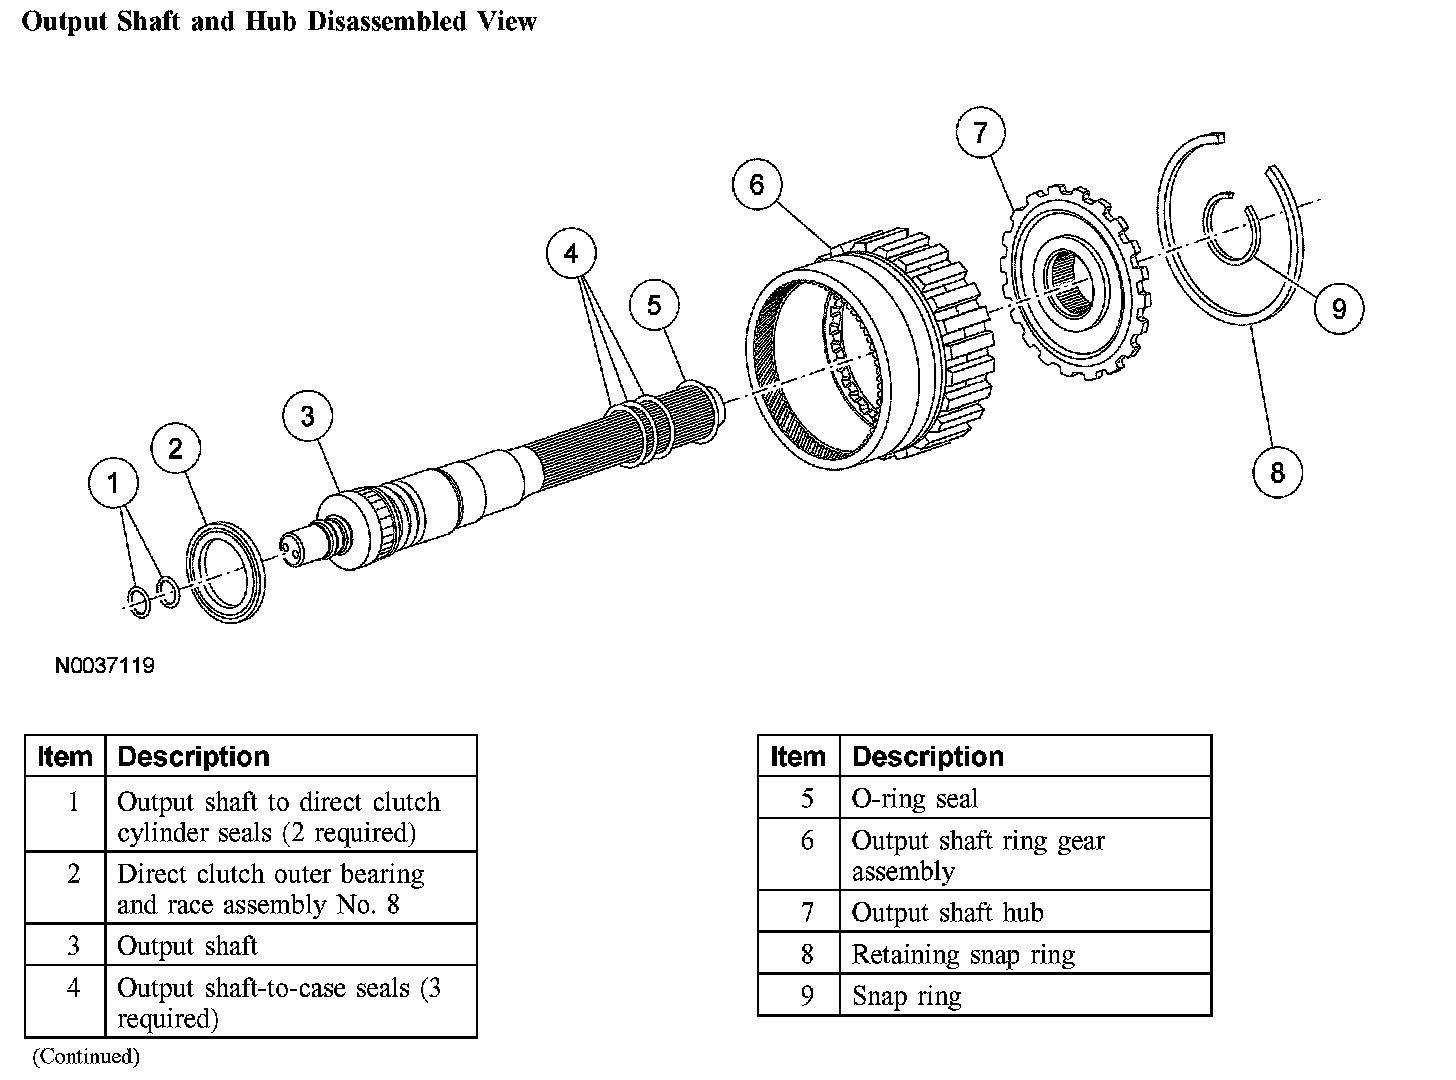 Output Shaft and Hub Disassembled View
7
6
4
5
9
3
2
8
1
N0037119
Item Description
1 Output shaft to direct clutch
cylinder seals (2 required)
2 Direct clutch outer bearing
and race assembly No. 8
3 Output shaft
4 Output shaft-to-case seals (3
required)
(Continued)
Item Description
5 O-ring seal
6 Output shaft ring gear
assembly
7 Output shaft hub
8 Retaining snap ring
9 Snap ring